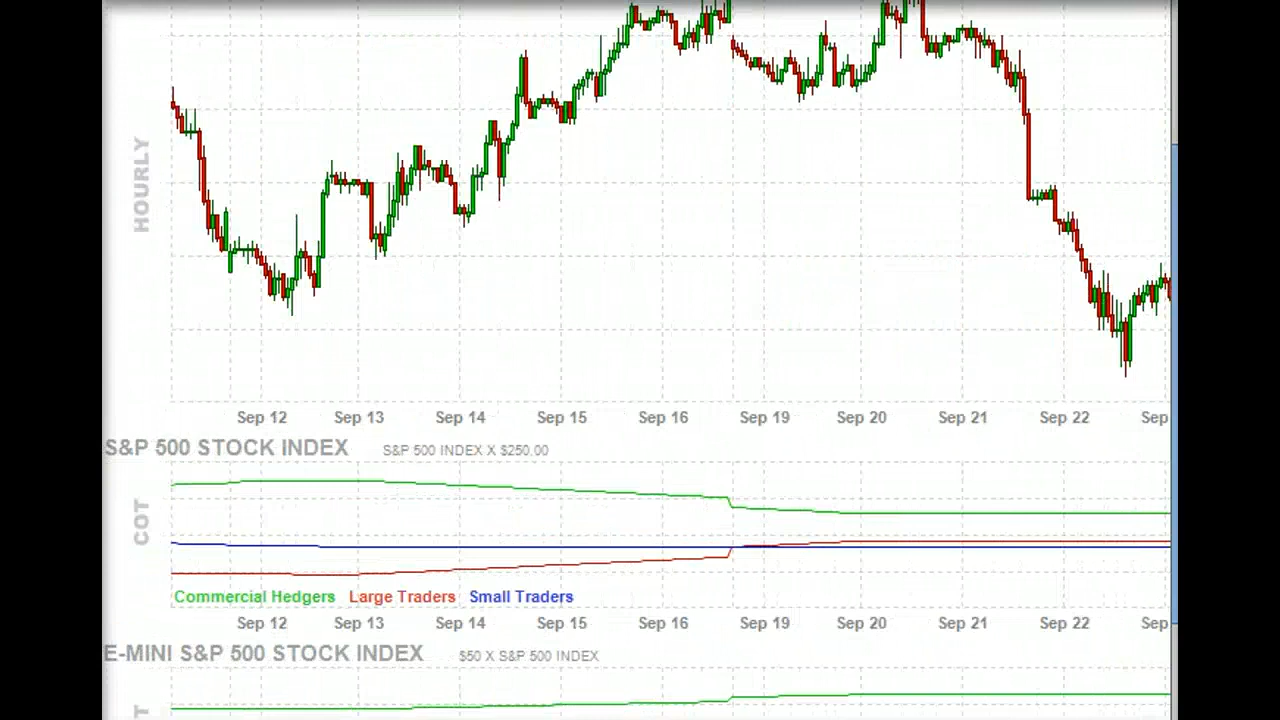 HOURLY
Sep 12 Sep 13 Sep 14 Sep 15 Sep 16 Sep 19 Sep 20 Sep 21 Sep 22 Sep
S&P 500 STOCK INDEX S&P 500 INDEX X $250.00
COT
Commercial Hedgers Large Traders Small Traders
Sep 12 Sep 13 Sep 14 Sep 15 Sep 16 Sep 19 Sep 20 Sep 21 Sep 22 Sep
E-MINI S&P 500 STOCK INDEX $50 X S&P 500 INDEX
T